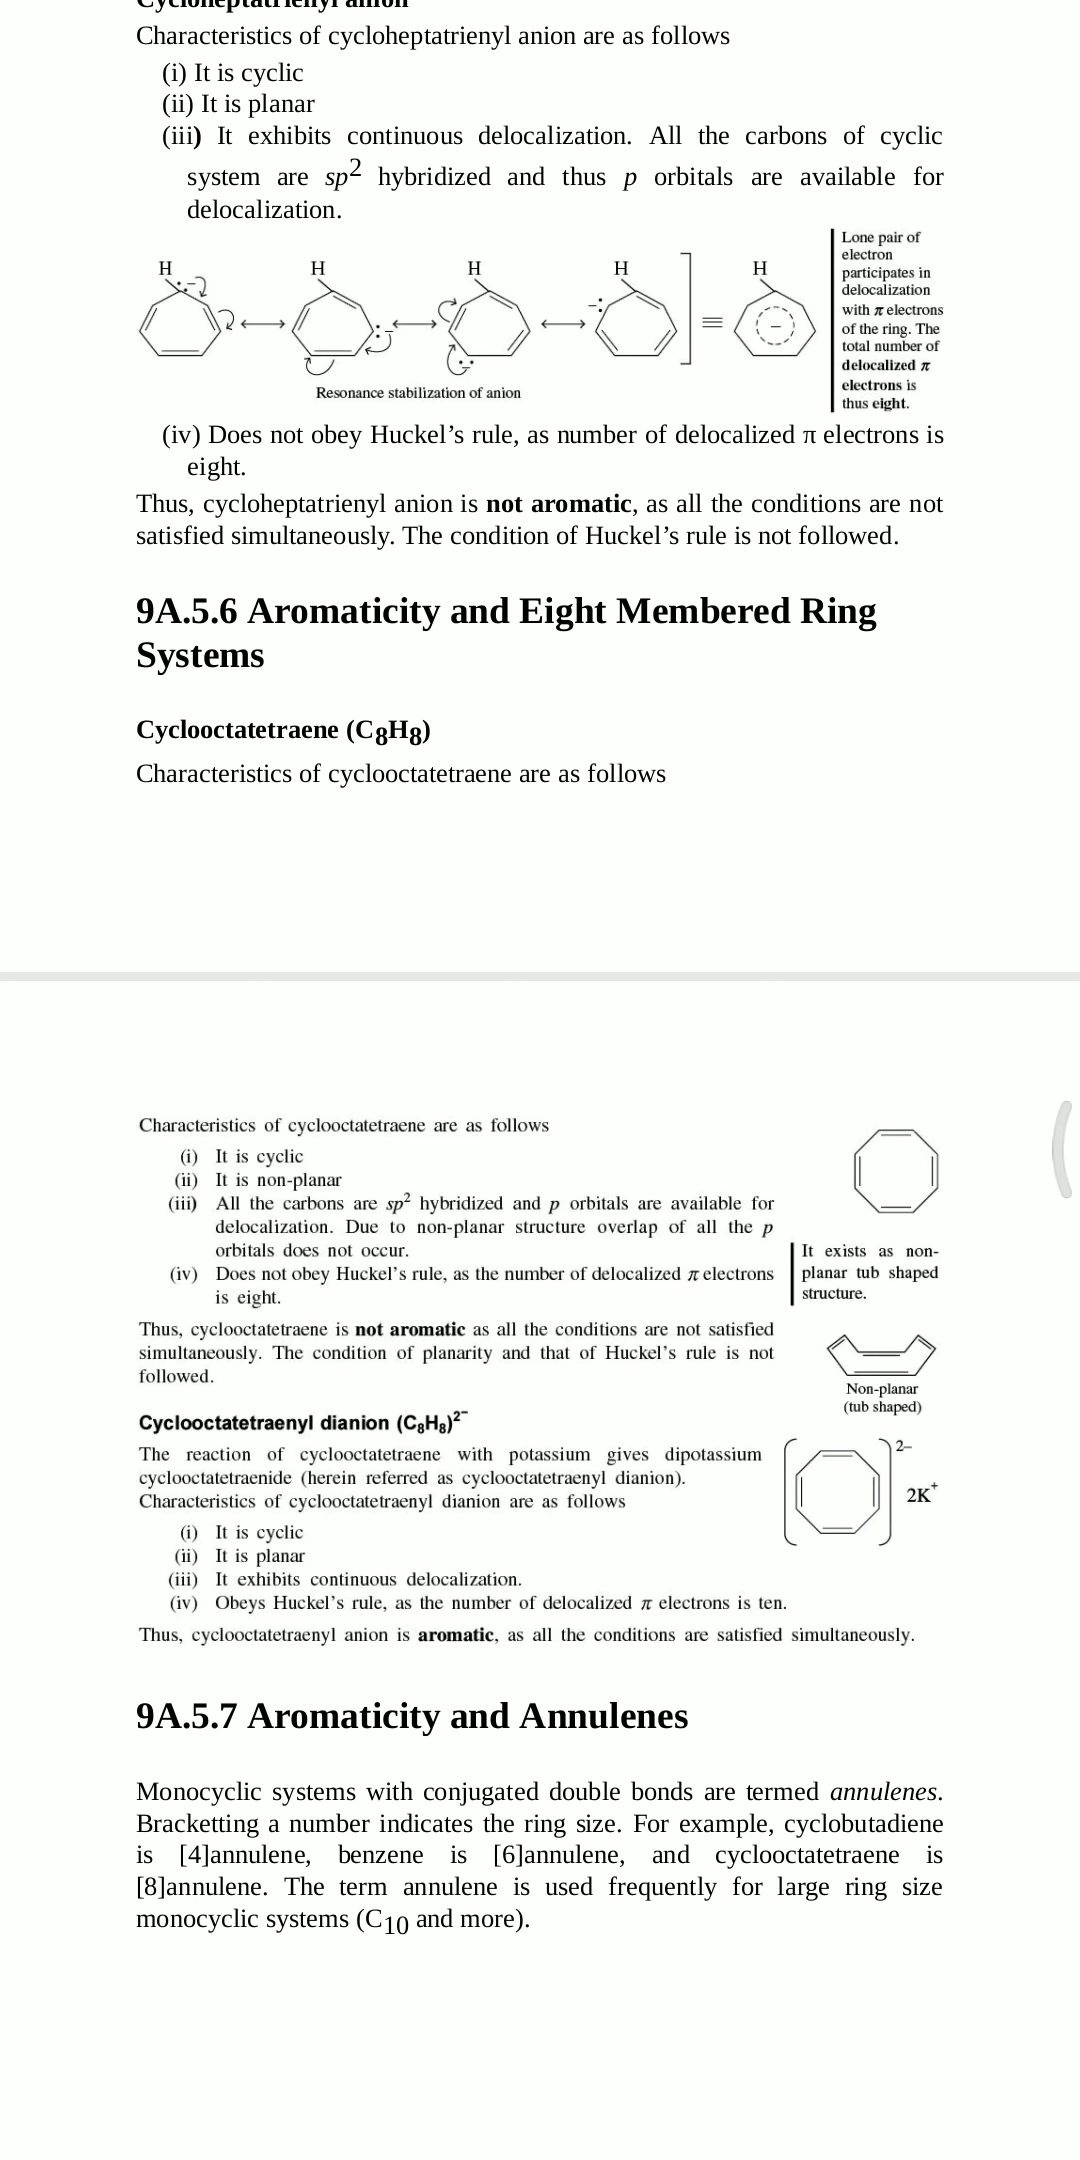 Cycloheptatrienyl anion
Characteristics of cycloheptatrienyl anion are as follows
(i) It is cyclic
(ii) It is planar
(iii) It exhibits continuous delocalization. All the carbons of cyclic
system are sp² hybridized and thus p orbitals are available for
delocalization.
H H H H H
Resonance stabilization of anion
Lone pair of
electron
participates in
delocalization
with π electrons
of the ring. The
total number of
delocalized π
electrons is
thus eight.
(iv) Does not obey Huckel’s rule, as number of delocalized π electrons is
eight.
Thus, cycloheptatrienyl anion is not aromatic, as all the conditions are not
satisfied simultaneously. The condition of Huckel’s rule is not followed.
9A.5.6 Aromaticity and Eight Membered Ring
Systems
Cyclooctatetraene (C₈H₈)
Characteristics of cyclooctatetraene are as follows
Characteristics of cyclooctatetraene are as follows
(i) It is cyclic
(ii) It is non-planar
(iii) All the carbons are sp² hybridized and p orbitals are available for
delocalization. Due to non-planar structure overlap of all the p
orbitals does not occur.
(iv) Does not obey Huckel’s rule, as the number of delocalized π electrons
is eight.
It exists as non-
planar tub shaped
structure.
Thus, cyclooctatetraene is not aromatic as all the conditions are not satisfied
simultaneously. The condition of planarity and that of Huckel’s rule is not
followed.
Non-planar
(tub shaped)
Cyclooctatetraenyl dianion (C₈H₈)²⁻
The reaction of cyclooctatetraene with potassium gives dipotassium
cyclooctatetraenide (herein referred as cyclooctatetraenyl dianion).
Characteristics of cyclooctatetraenyl dianion are as follows
2–
2K⁺
(i) It is cyclic
(ii) It is planar
(iii) It exhibits continuous delocalization.
(iv) Obeys Huckel’s rule, as the number of delocalized π electrons is ten.
Thus, cyclooctatetraenyl anion is aromatic, as all the conditions are satisfied simultaneously.
9A.5.7 Aromaticity and Annulenes
Monocyclic systems with conjugated double bonds are termed annulenes.
Bracketting a number indicates the ring size. For example, cyclobutadiene
is [4]annulene, benzene is [6]annulene, and cyclooctatetraene is
[8]annulene. The term annulene is used frequently for large ring size
monocyclic systems (C₁₀ and more).